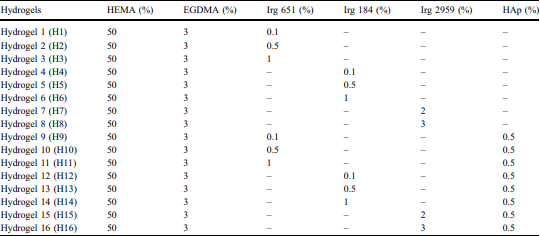 Hydrogels HEMA (%) EGDMA (%) Irg 651 (%) Irg 184 (%) Irg 2959 (%) HAp (%)
Hydrogel 1 (H1) 50 3 0.1 – – –
Hydrogel 2 (H2) 50 3 0.5 – – –
Hydrogel 3 (H3) 50 3 1 – – –
Hydrogel 4 (H4) 50 3 – 0.1 – –
Hydrogel 5 (H5) 50 3 – 0.5 – –
Hydrogel 6 (H6) 50 3 – 1 – –
Hydrogel 7 (H7) 50 3 – – 2 –
Hydrogel 8 (H8) 50 3 – – 3 –
Hydrogel 9 (H9) 50 3 0.1 – – 0.5
Hydrogel 10 (H10) 50 3 0.5 – – 0.5
Hydrogel 11 (H11) 50 3 1 – – 0.5
Hydrogel 12 (H12) 50 3 – 0.1 – 0.5
Hydrogel 13 (H13) 50 3 – 0.5 – 0.5
Hydrogel 14 (H14) 50 3 – 1 – 0.5
Hydrogel 15 (H15) 50 3 – – 2 0.5
Hydrogel 16 (H16) 50 3 – – 3 0.5